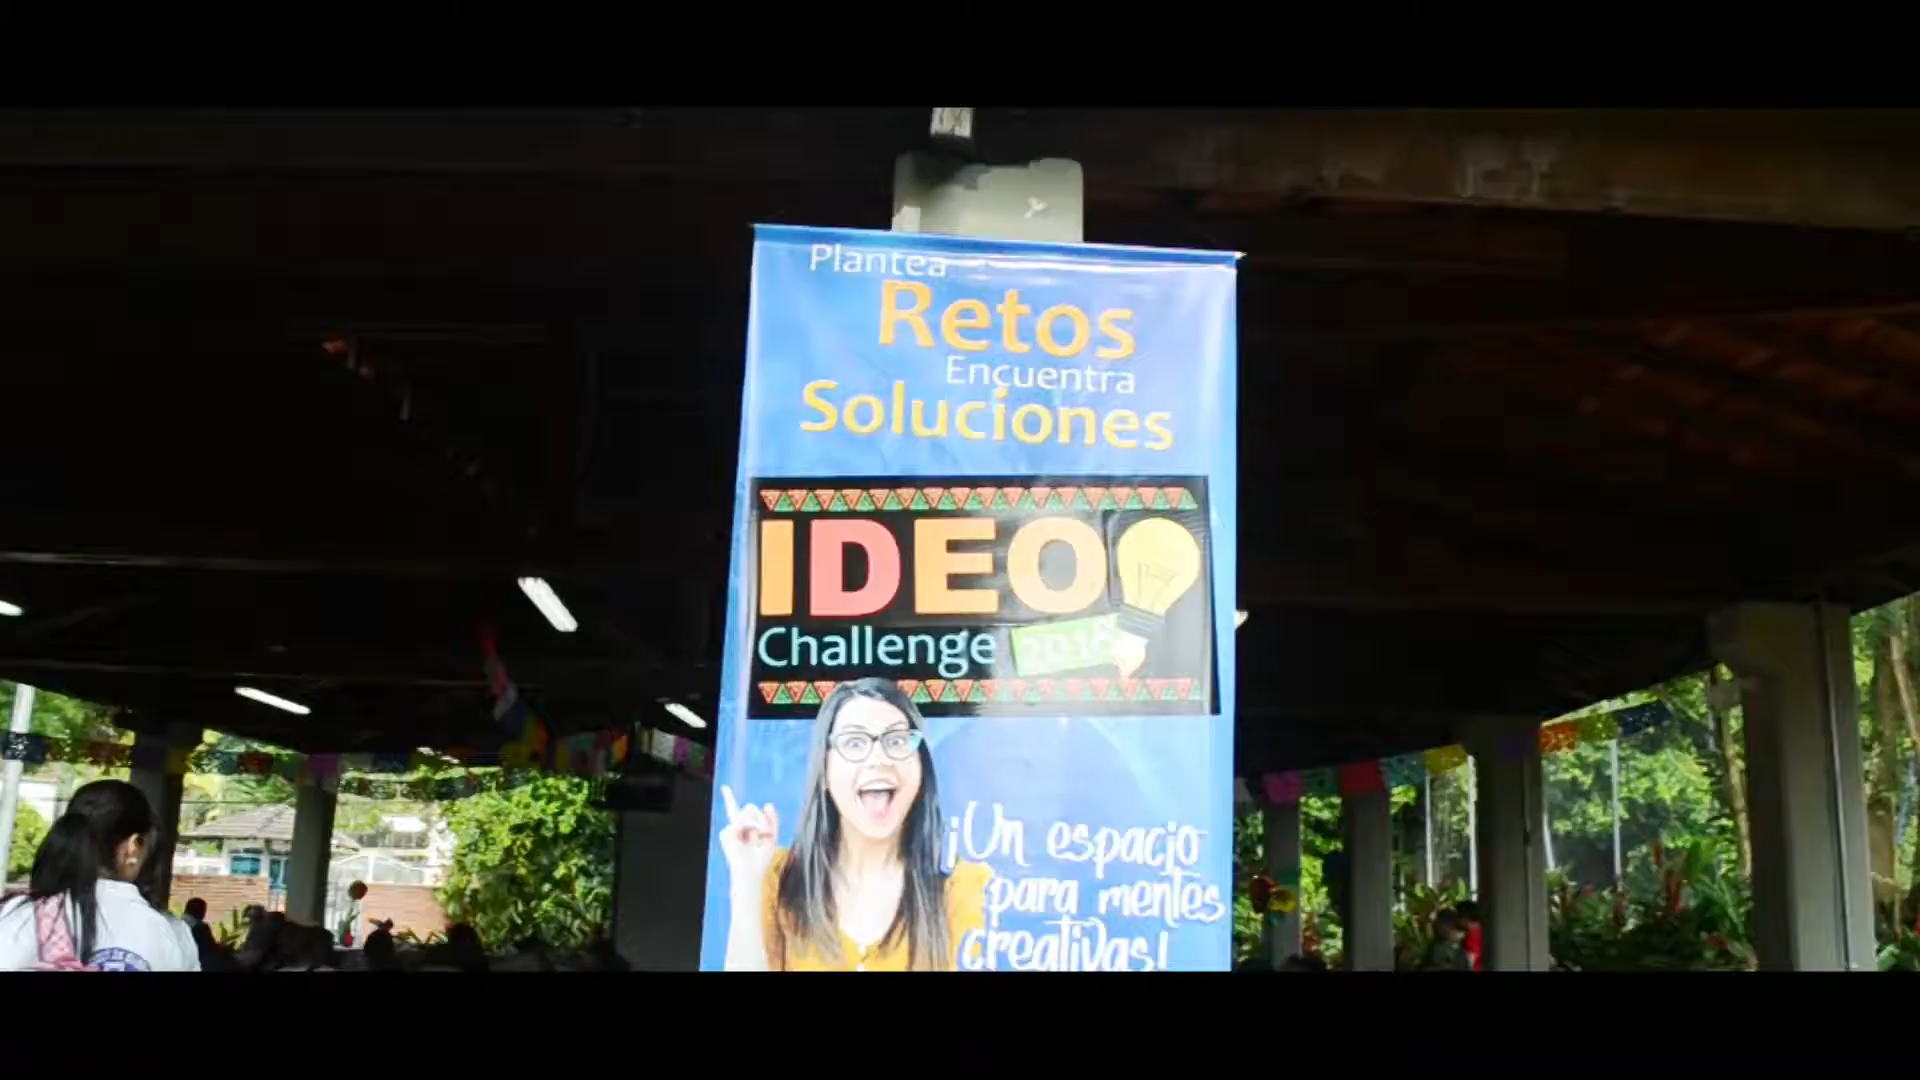 Plantea
Retos
Encuentra
Soluciones
IDEO
Challenge
¡Un espacio
para mentes
creativas!